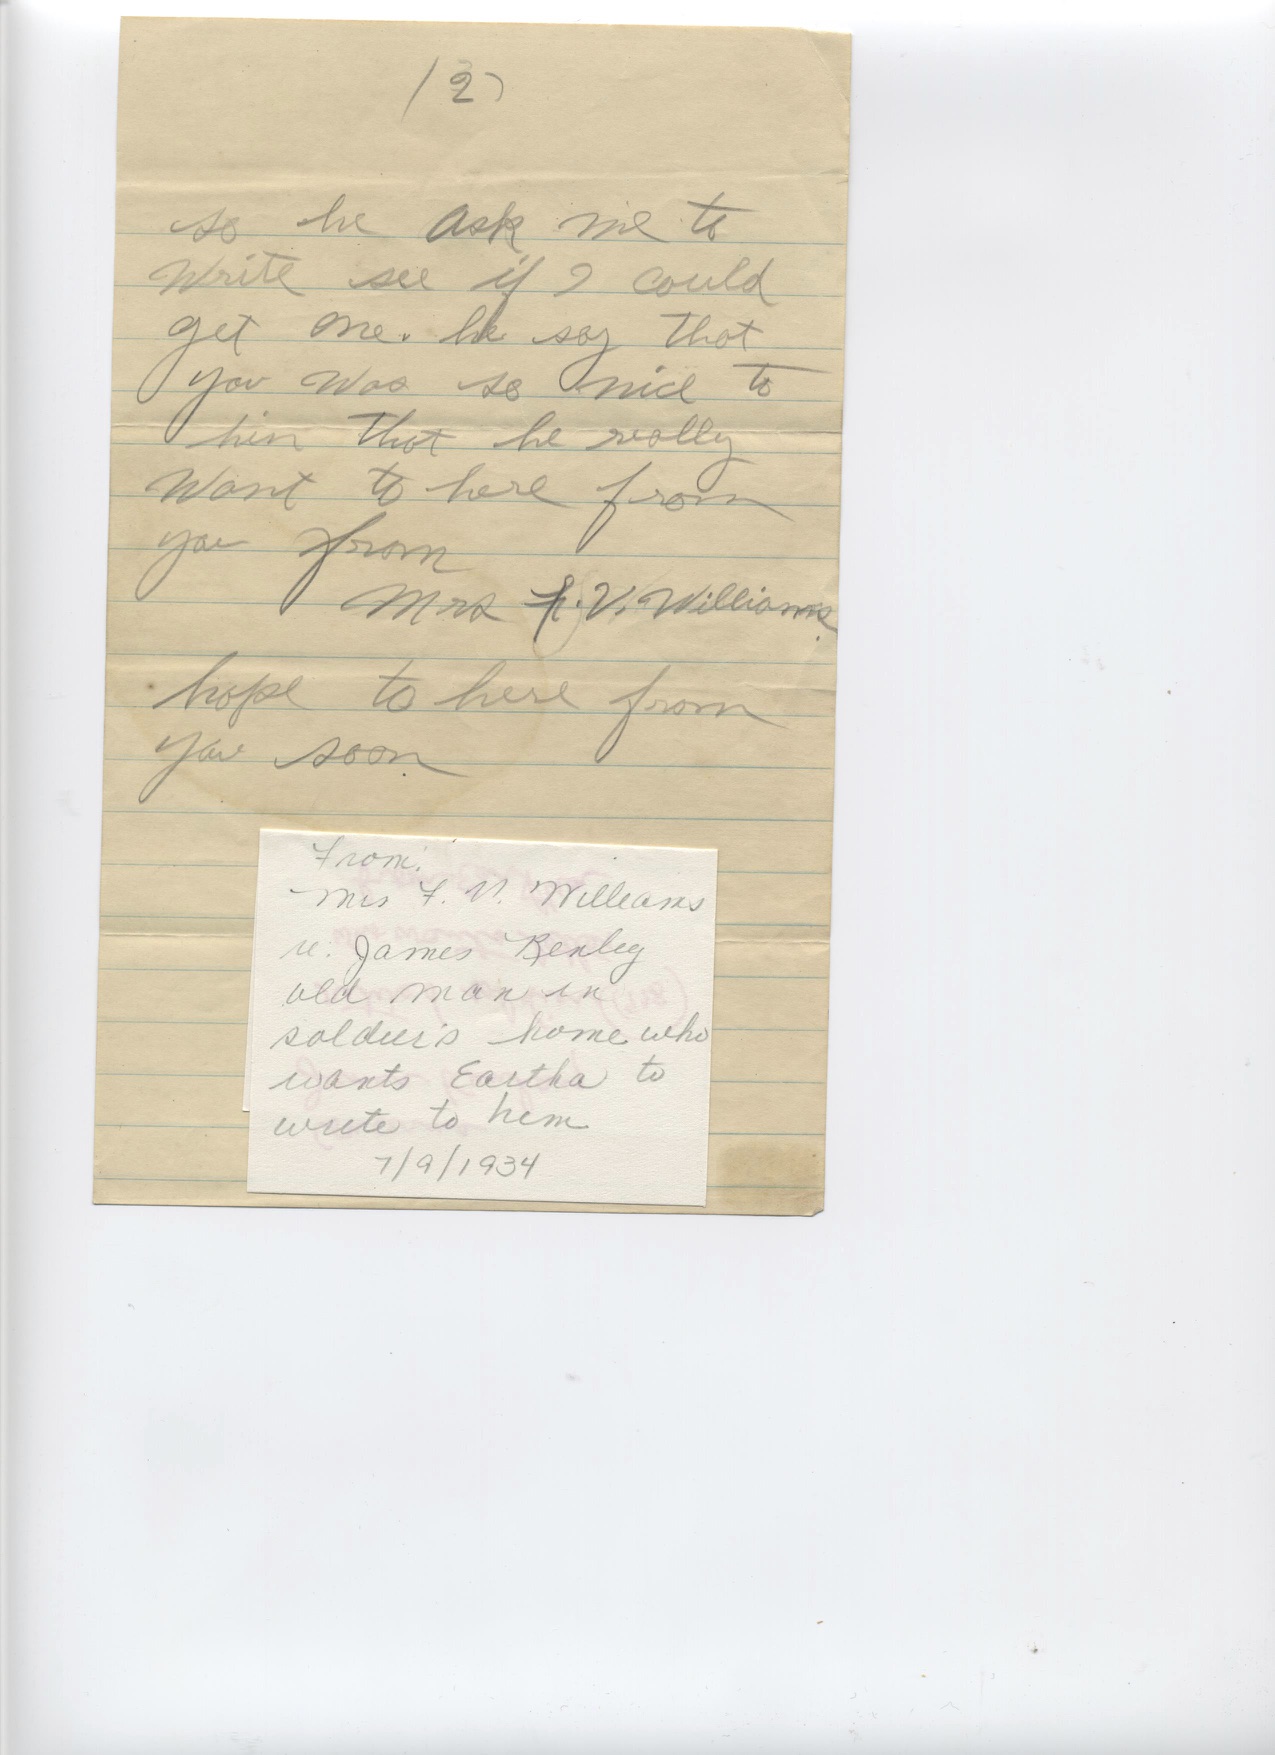 (2)
so he ask me to
Write see if I could
get one. he say that
you Was so nice to
him that he really
Want to here from
you from
Mrs F. V. Williams
hope to here from
you soon
From:
Mrs F. V. Williams
re: James Renley
old man in
soldier's home who
wants Eartha to
write to him
7/9/1934